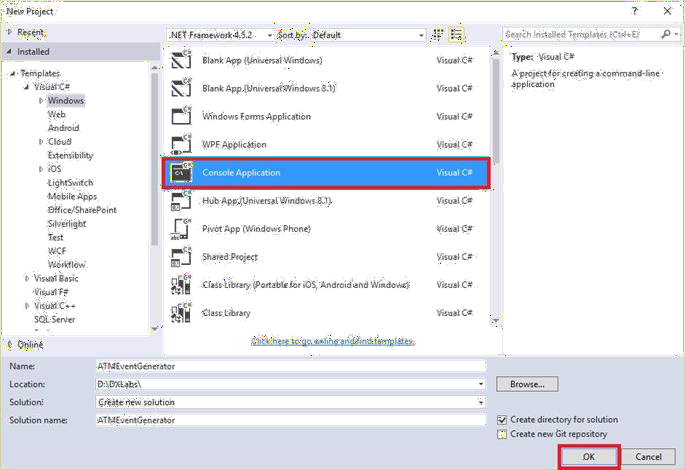 New Project
? X
Recent
.NET Framework 4.5.2
Sort by: Default
Search Installed Templates (Ctrl+E)
Installed
Templates
Visual C#
Windows
Web
Android
Cloud
Extensibility
iOS
LightSwitch
Mobile Apps
Office/SharePoint
Silverlight
Test
WCF
Workflow
Visual Basic
Visual F#
Visual C++
SQL Server
Online
Blank App (Universal Windows) Visual C#
Blank App (Universal Windows 8.1) Visual C#
Windows Forms Application Visual C#
WPF Application Visual C#
Console Application Visual C#
Hub App (Universal Windows 8.1) Visual C#
Pivot App (Windows Phone) Visual C#
Shared Project Visual C#
Class Library (Portable for iOS, Android and Windows) Visual C#
Class Library Visual C#
Click here to go online and find templates.
Type: Visual C#
A project for creating a command-line
application
Name: ATMEventGenerator
Location: D:\DXLabs\
Browse...
Solution: Create new solution
Solution name: ATMEventGenerator
Create directory for solution
Create new Git repository
OK
Cancel